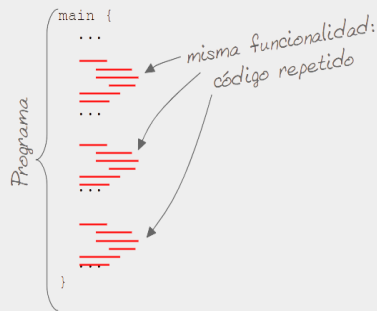 main {
...
misma funcionalidad:
código repetido
...
Programa
...
...
}